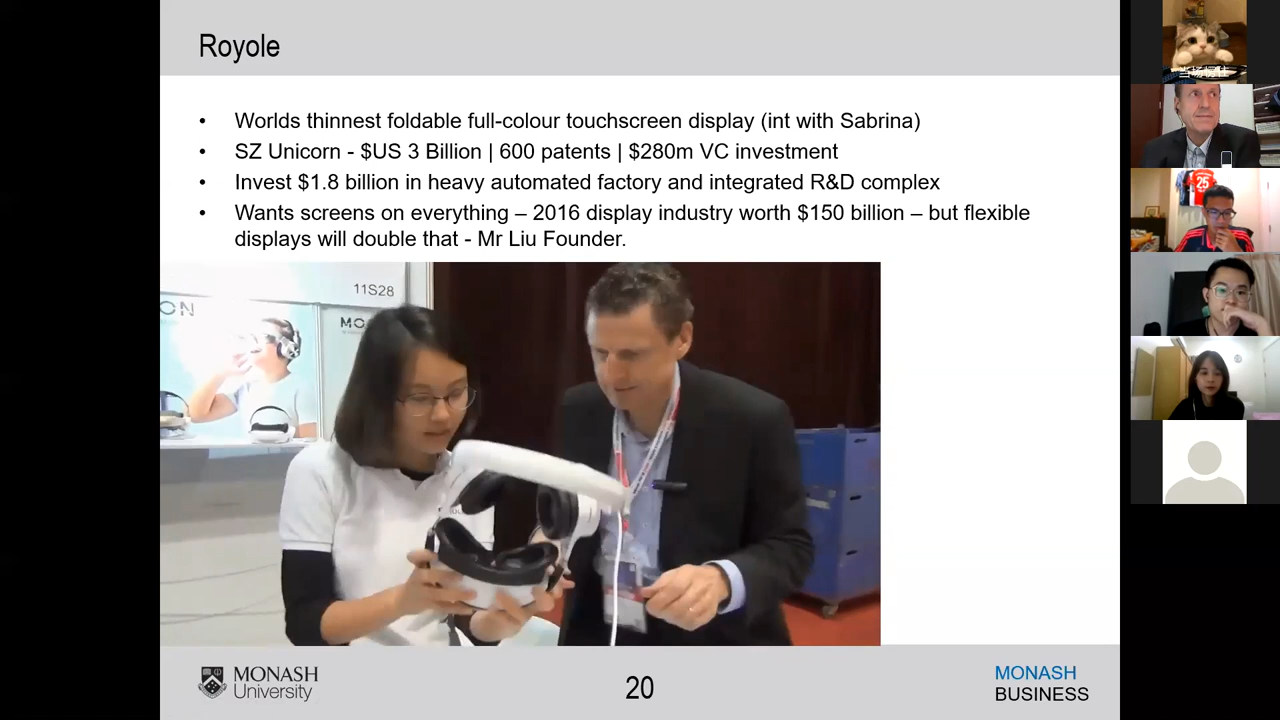 Royole
• Worlds thinnest foldable full-colour touchscreen display (int with Sabrina)
• SZ Unicorn - $US 3 Billion | 600 patents | $280m VC investment
• Invest $1.8 billion in heavy automated factory and integrated R&D complex
• Wants screens on everything – 2016 display industry worth $150 billion – but flexible
displays will double that - Mr Liu Founder.
11S28
ON
MO
MONASH
University
20
MONASH
BUSINESS
25